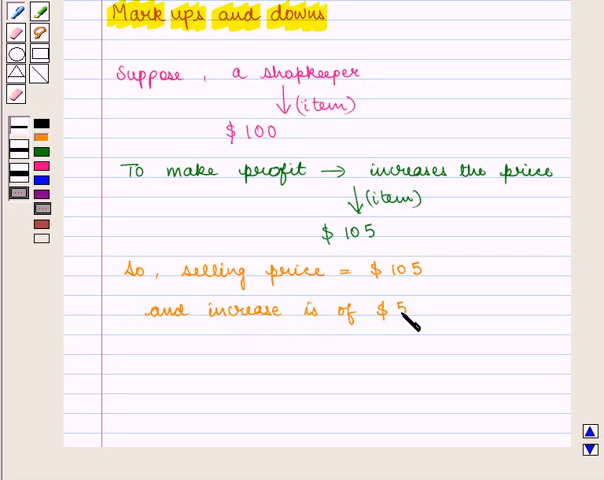 Mark ups and downs
Suppose, a shopkeeper
(item)
$100
To make profit → increases the price
(item)
$ 105
So, selling price = $ 105
and increase is of $ 5